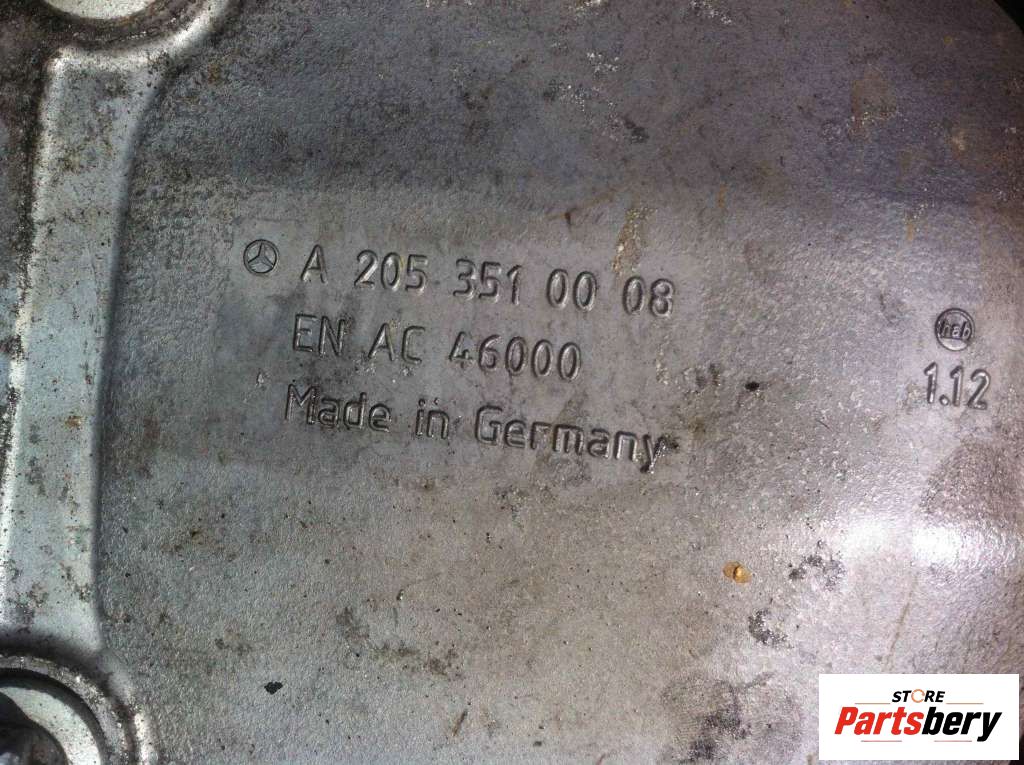 A 205 351 00 08
EN AC 46000
Made in Germany
1.12
STORE
Partsbery